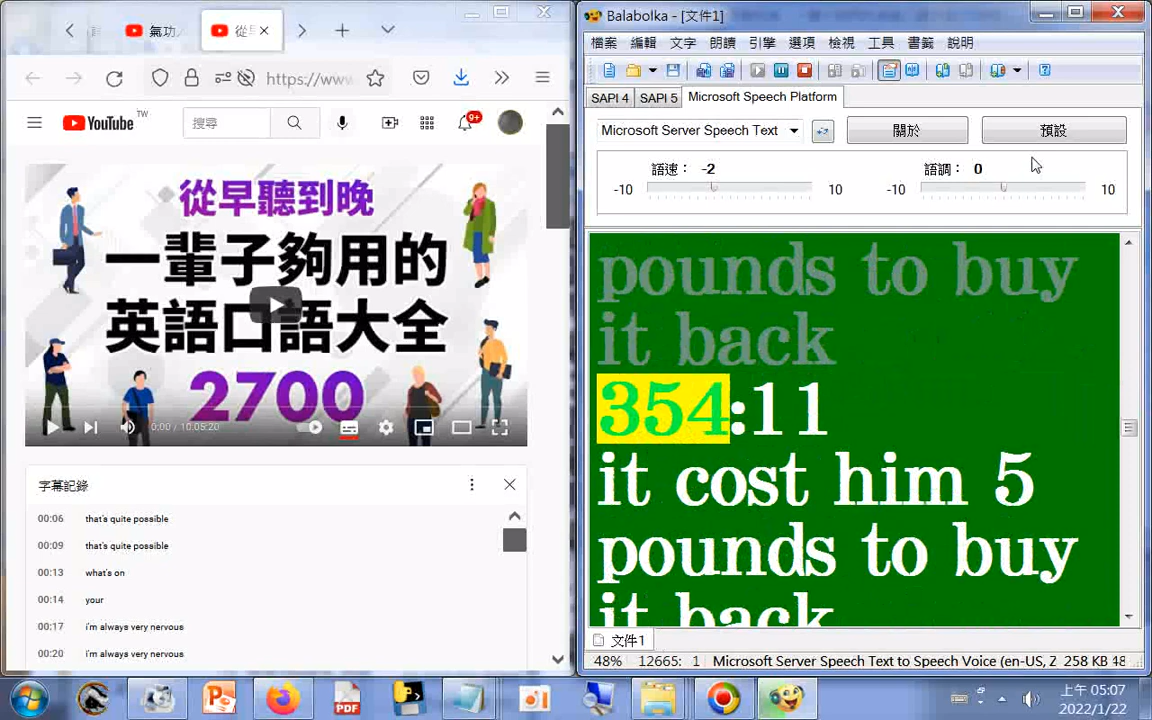 氣功
從
https://www
YouTube TW
搜尋
9+
從早聽到晚
一輩子夠用的
英語口語大全
2700
0:00 / 10:05:20
字幕記錄
00:06 that's quite possible
00:09 that's quite possible
00:13 what's on
00:14 your
00:17 i'm always very nervous
00:20 i'm always very nervous
Balabolka - [文件1]
檔案 編輯 文字 朗讀 引擎 選項 檢視 工具 書籤 說明
SAPI 4 SAPI 5 Microsoft Speech Platform
Microsoft Server Speech Text 關於 預設
語速： -2 語調： 0
-10 10 -10 10
pounds to buy
it back
354:11
it cost him 5
pounds to buy
it back
文件1
48% 12665: 1 Microsoft Server Speech Text to Speech Voice (en-US, Z 258 KB 48
PDF
上午 05:07
2022/1/22